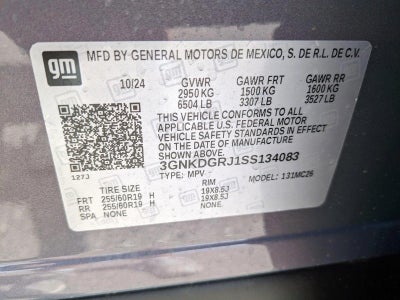 gm
MFD BY GENERAL MOTORS DE MEXICO, S. DE R.L. DE C.V.
10/24 GVWR GAWR FRT GAWR RR
2950 KG 1500 KG 1600 KG
6504 LB 3307 LB 3527 LB
THIS VEHICLE CONFORMS TO ALL
APPLICABLE U.S. FEDERAL MOTOR
VEHICLE SAFETY STANDARDS IN EFFECT
ON THE DATE OF MANUFACTURE
SHOWN ABOVE.
3GNKDGRJ1SS134083
127J TYPE: MPV MODEL: 131MC26
TIRE SIZE RIM
FRT 255/60R19 H 19X8.5J
RR 255/60R19 H 19X8.5J
SPA NONE NONE